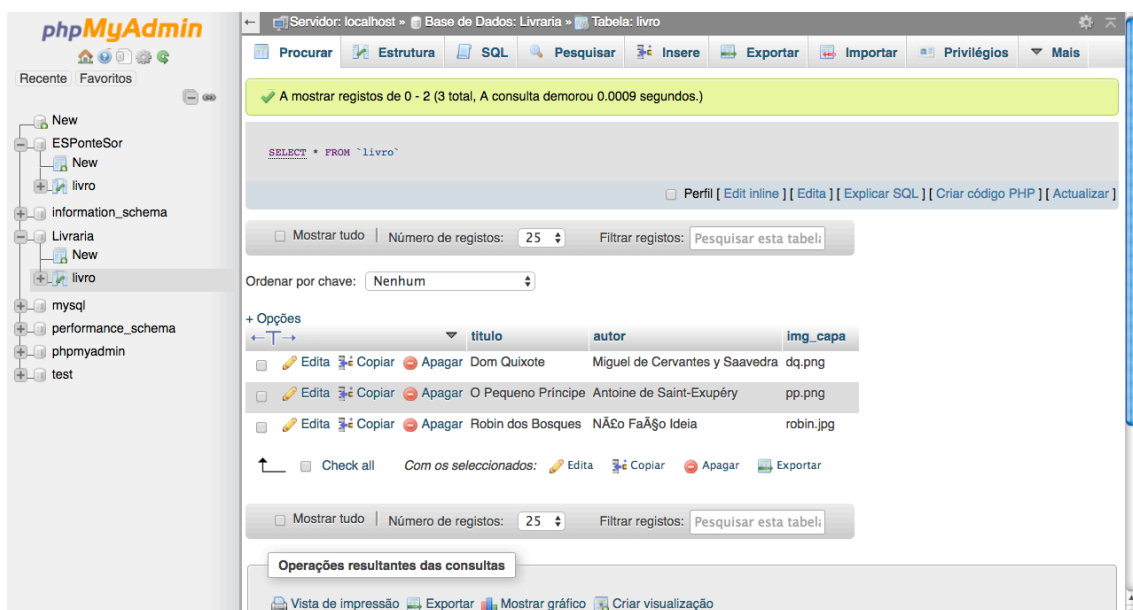 phpMyAdmin
Recente Favoritos
New
ESPonteSor
New
livro
information_schema
Livraria
New
livro
mysql
performance_schema
phpmyadmin
test
Servidor: localhost » Base de Dados: Livraria » Tabela: livro
Procurar Estrutura SQL Pesquisar Insere Exportar Importar Privilégios Mais
A mostrar registos de 0 - 2 (3 total, A consulta demorou 0.0009 segundos.)
SELECT * FROM `livro`
Perfil [ Edit inline ] [ Edita ] [ Explicar SQL ] [ Criar código PHP ] [ Actualizar ]
Mostrar tudo | Número de registos: 25 Filtrar registos: Pesquisar esta tabela
Ordenar por chave: Nenhum
+ Opções
←T→ titulo autor img_capa
Edita Copiar Apagar Dom Quixote Miguel de Cervantes y Saavedra dq.png
Edita Copiar Apagar O Pequeno Príncipe Antoine de Saint-Exupéry pp.png
Edita Copiar Apagar Robin dos Bosques NÃ£o FaÃ§o Ideia robin.jpg
Check all Com os seleccionados: Edita Copiar Apagar Exportar
Mostrar tudo | Número de registos: 25 Filtrar registos: Pesquisar esta tabela
Operações resultantes das consultas
Vista de impressão Exportar Mostrar gráfico Criar visualização